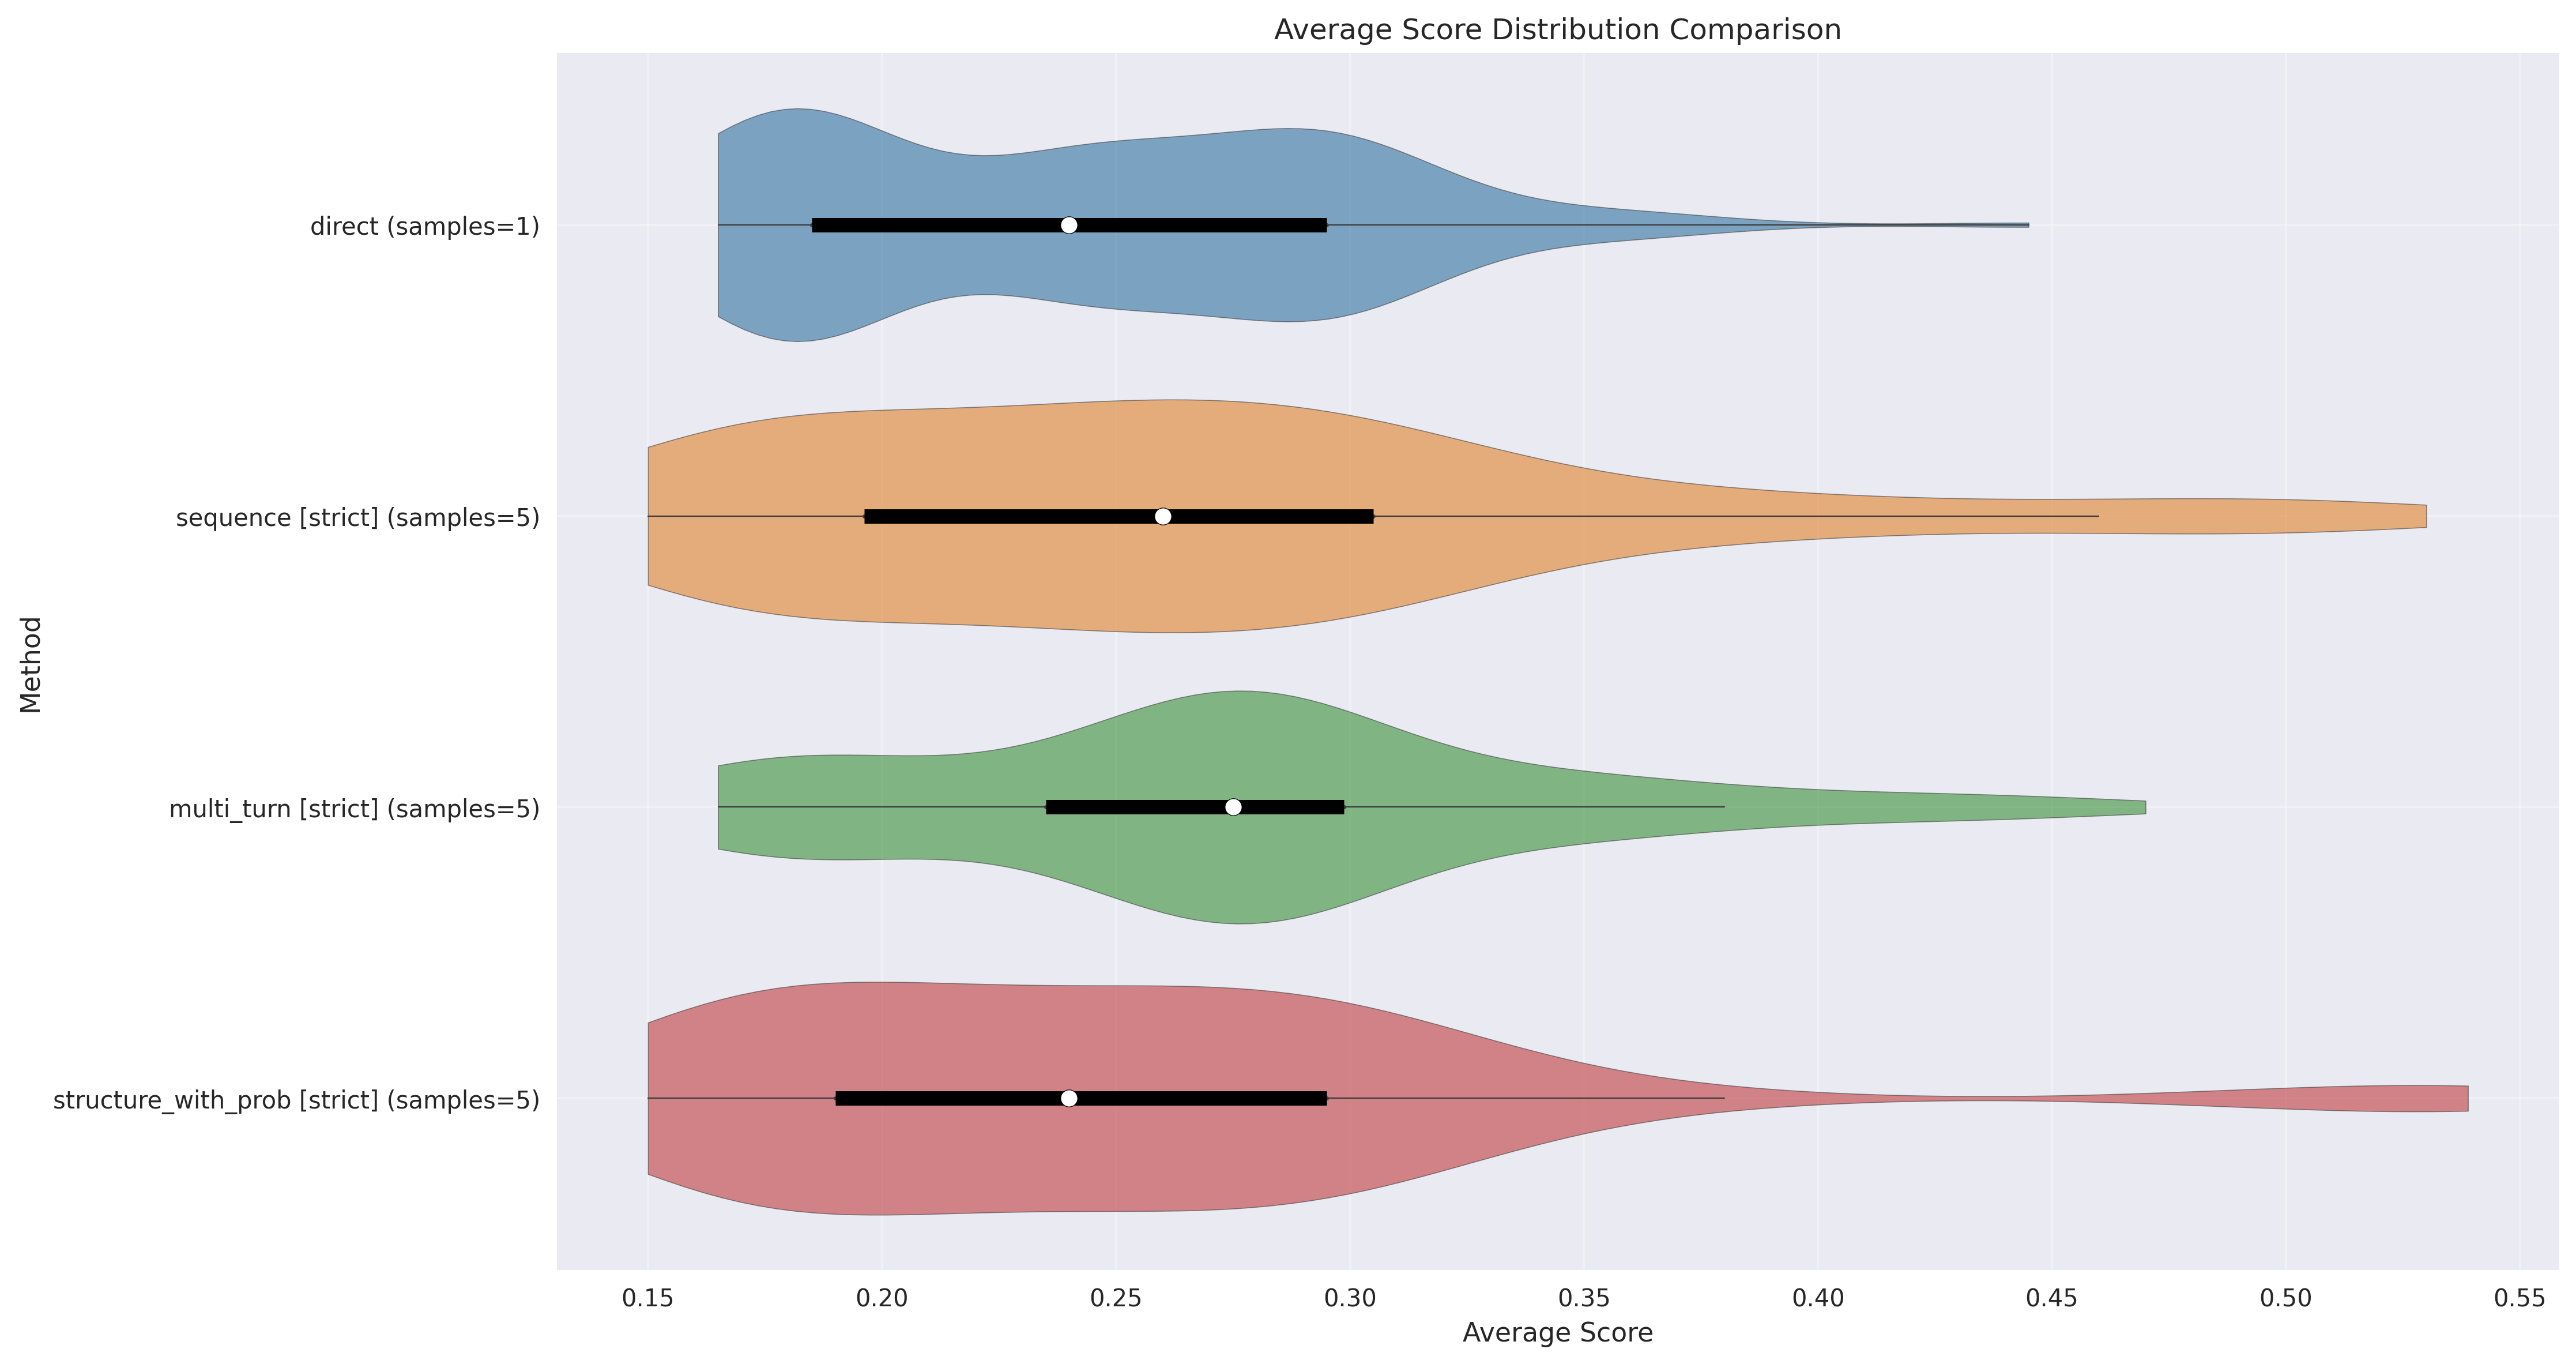 Average Score Distribution Comparison
Method
direct (samples=1)
sequence [strict] (samples=5)
multi_turn [strict] (samples=5)
structure_with_prob [strict] (samples=5)
0.15 0.20 0.25 0.30 0.35 0.40 0.45 0.50 0.55
Average Score